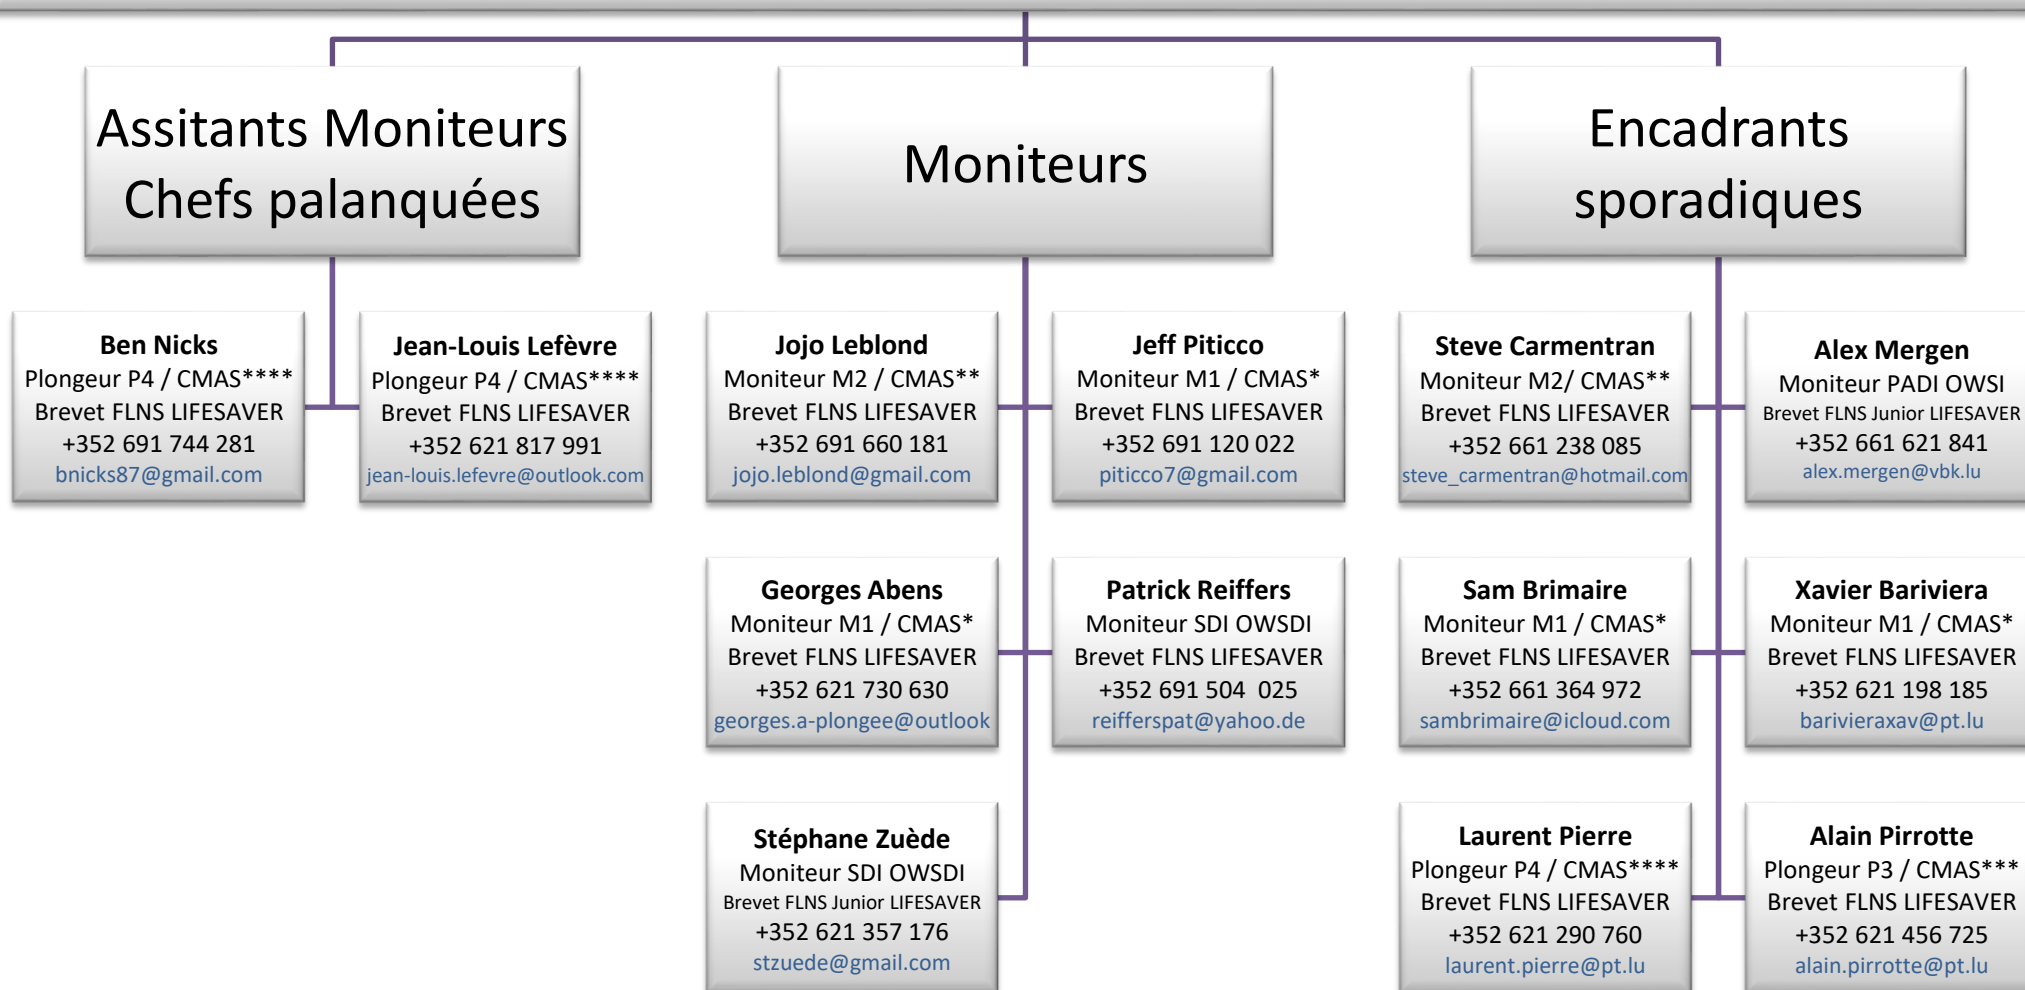 Assitants Moniteurs
Chefs palanquées
Moniteurs
Encadrants
sporadiques
Ben Nicks
Plongeur P4 / CMAS****
Brevet FLNS LIFESAVER
+352 691 744 281
bnicks87@gmail.com
Jean-Louis Lefèvre
Plongeur P4 / CMAS****
Brevet FLNS LIFESAVER
+352 621 817 991
jean-louis.lefevre@outlook.com
Jojo Leblond
Moniteur M2 / CMAS**
Brevet FLNS LIFESAVER
+352 691 660 181
jojo.leblond@gmail.com
Jeff Piticco
Moniteur M1 / CMAS*
Brevet FLNS LIFESAVER
+352 691 120 022
piticco7@gmail.com
Steve Carmentran
Moniteur M2/ CMAS**
Brevet FLNS LIFESAVER
+352 661 238 085
steve_carmentran@hotmail.com
Alex Mergen
Moniteur PADI OWSI
Brevet FLNS Junior LIFESAVER
+352 661 621 841
alex.mergen@vbk.lu
Georges Abens
Moniteur M1 / CMAS*
Brevet FLNS LIFESAVER
+352 621 730 630
georges.a-plongee@outlook
Patrick Reiffers
Moniteur SDI OWSDI
Brevet FLNS LIFESAVER
+352 691 504  025
reifferspat@yahoo.de
Sam Brimaire
Moniteur M1 / CMAS*
Brevet FLNS LIFESAVER
+352 661 364 972
sambrimaire@icloud.com
Xavier Bariviera
Moniteur M1 / CMAS*
Brevet FLNS LIFESAVER
+352 621 198 185
barivieraxav@pt.lu
Stéphane Zuède
Moniteur SDI OWSDI
Brevet FLNS Junior LIFESAVER
+352 621 357 176
stzuede@gmail.com
Laurent Pierre
Plongeur P4 / CMAS****
Brevet FLNS LIFESAVER
+352 621 290 760
laurent.pierre@pt.lu
Alain Pirrotte
Plongeur P3 / CMAS***
Brevet FLNS LIFESAVER
+352 621 456 725
alain.pirrotte@pt.lu